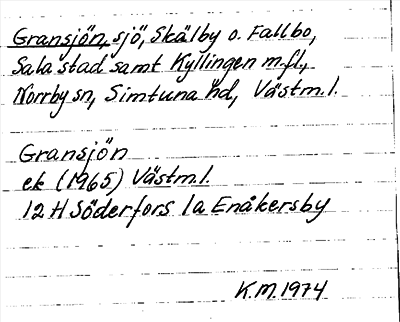 Gransjön, sjö, Skälby o. Fallbo,
Sala stad samt Kyllingen m.fl.,
Norrby sn, Simtuna hd, Västm.l.
Gransjön
ek (1965) Västm.l.
12 H Söderfors 1a Enåkersby
K.M. 1974